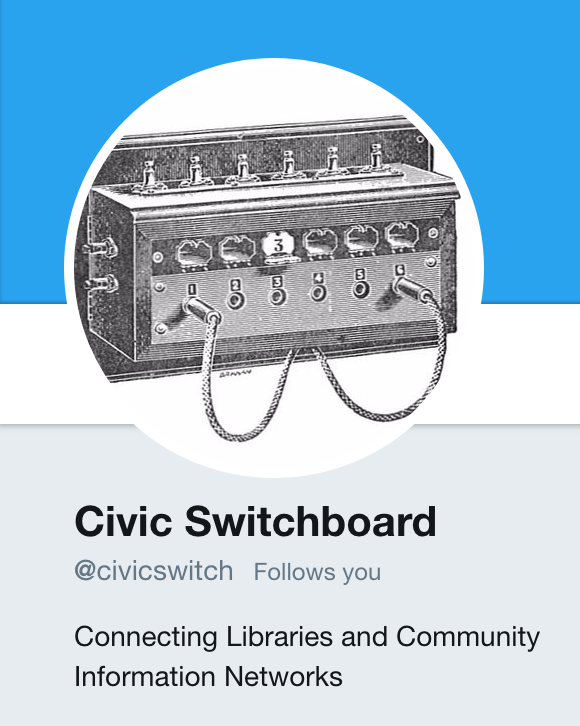 3
1 2 3 4 5 6
Civic Switchboard
@civicswitch Follows you
Connecting Libraries and Community
Information Networks